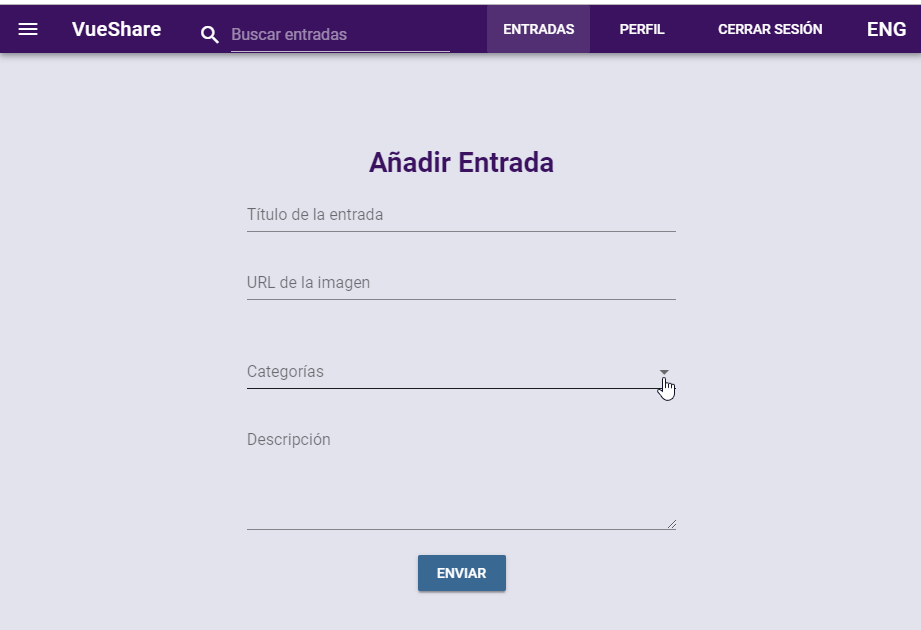 VueShare
Buscar entradas
ENTRADAS
PERFIL
CERRAR SESIÓN
ENG
Añadir Entrada
Título de la entrada
URL de la imagen
Categorías
Descripción
ENVIAR